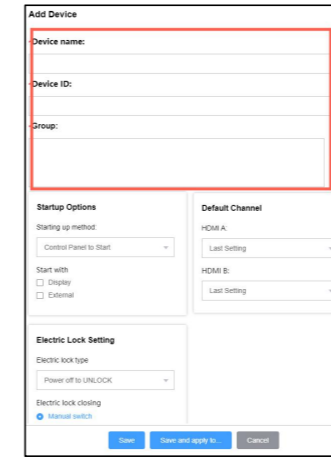 Add Device
Device name:
Device ID:
Group:
Startup Options
Starting up method:
Control Panel to Start
Start with
Display
External
Default Channel
HDMI A:
Last Setting
HDMI B:
Last Setting
Electric Lock Setting
Electric lock type
Power off to UNLOCK
Electric lock closing
Manual switch
Save
Save and apply to...
Cancel